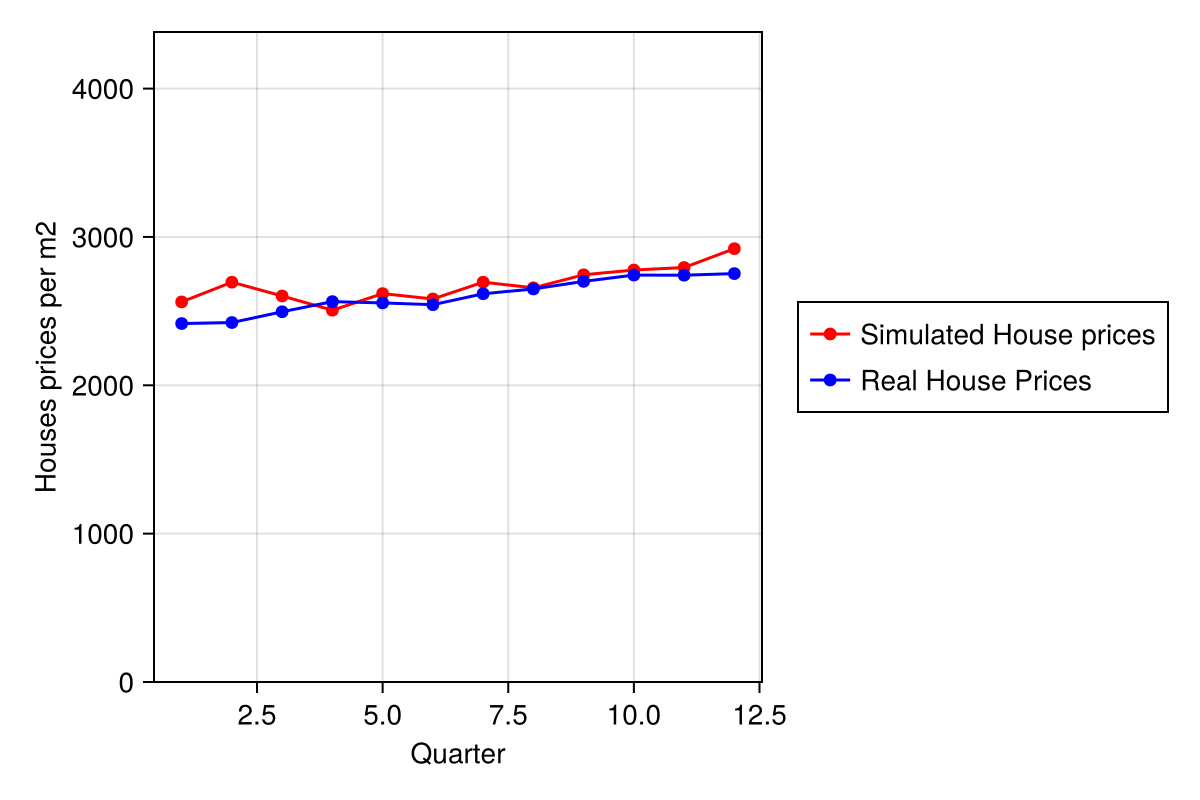 4000
3000
2000
1000
0
Houses prices per m2
2.5 5.0 7.5 10.0 12.5
Quarter
Simulated House prices
Real House Prices